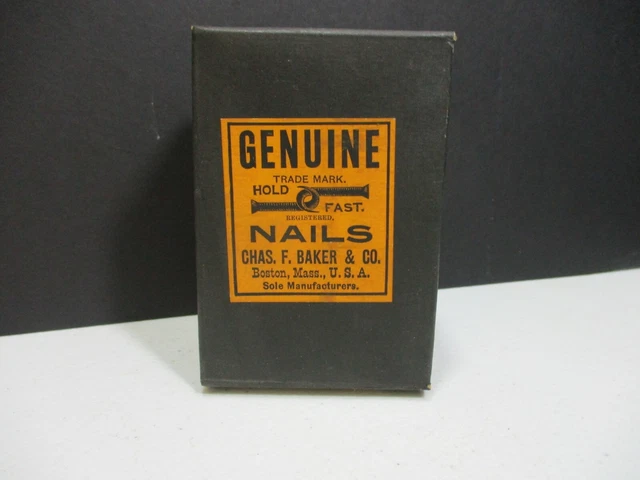 GENUINE
TRADE MARK.
HOLD
FAST.
REGISTERED,
NAILS
CHAS. F. BAKER & CO.
Boston, Mass., U. S. A.
Sole Manufacturers.